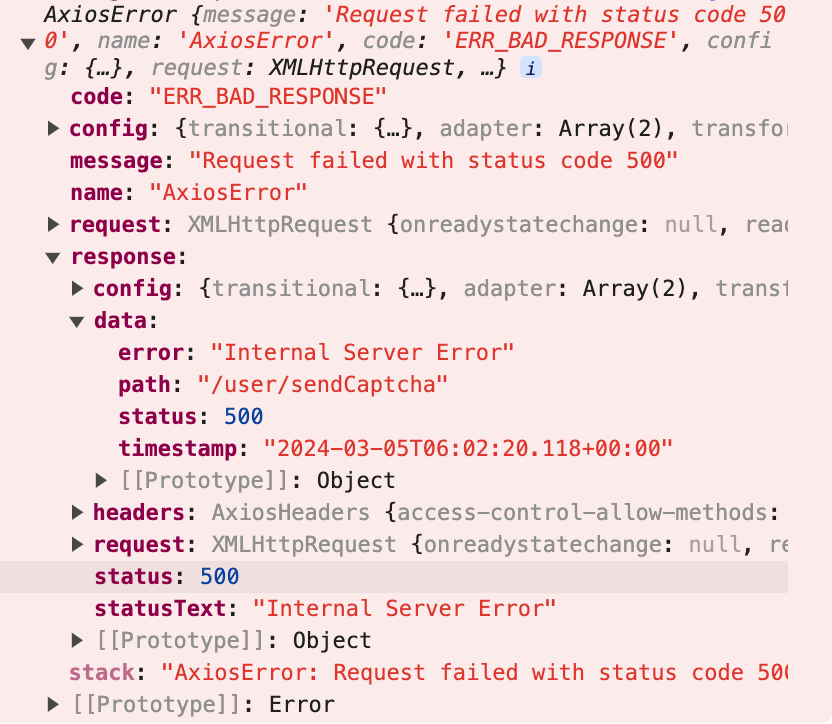 AxiosError {message: 'Request failed with status code 50
0', name: 'AxiosError', code: 'ERR_BAD_RESPONSE', confi
g: {…}, request: XMLHttpRequest, …} i
code: "ERR_BAD_RESPONSE"
config: {transitional: {…}, adapter: Array(2), transfor
message: "Request failed with status code 500"
name: "AxiosError"
request: XMLHttpRequest {onreadystatechange: null, read
response:
config: {transitional: {…}, adapter: Array(2), transf
data:
error: "Internal Server Error"
path: "/user/sendCaptcha"
status: 500
timestamp: "2024-03-05T06:02:20.118+00:00"
[[Prototype]]: Object
headers: AxiosHeaders {access-control-allow-methods:
request: XMLHttpRequest {onreadystatechange: null, re
status: 500
statusText: "Internal Server Error"
[[Prototype]]: Object
stack: "AxiosError: Request failed with status code 500
[[Prototype]]: Error